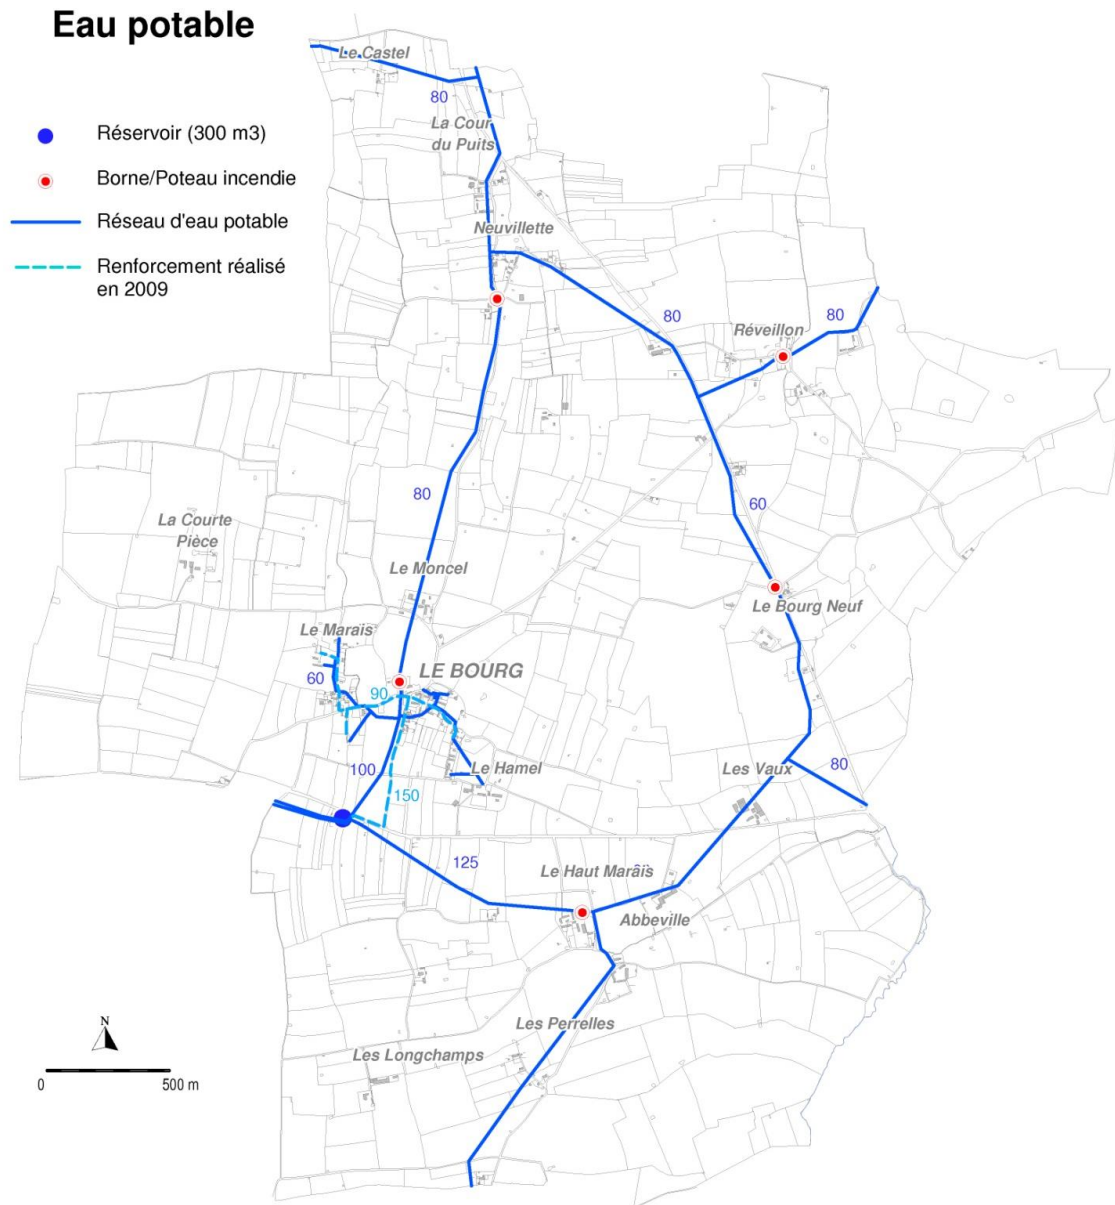 Eau potable
Réservoir (300 m3)
Borne/Poteau incendie
Réseau d'eau potable
Renforcement réalisé
en 2009
Le Castel
80
La Cour
du Puits
Neuvillette
80
80
Réveillon
80
60
La Courte
Pièce
Le Moncel
Le Bourg Neuf
Le Marais
LE BOURG
60
90
100
Le Hamel
Les Vaux
80
150
125
Le Haut Marais
Abbeville
Les Perrelles
Les Longchamps
N
0
500 m